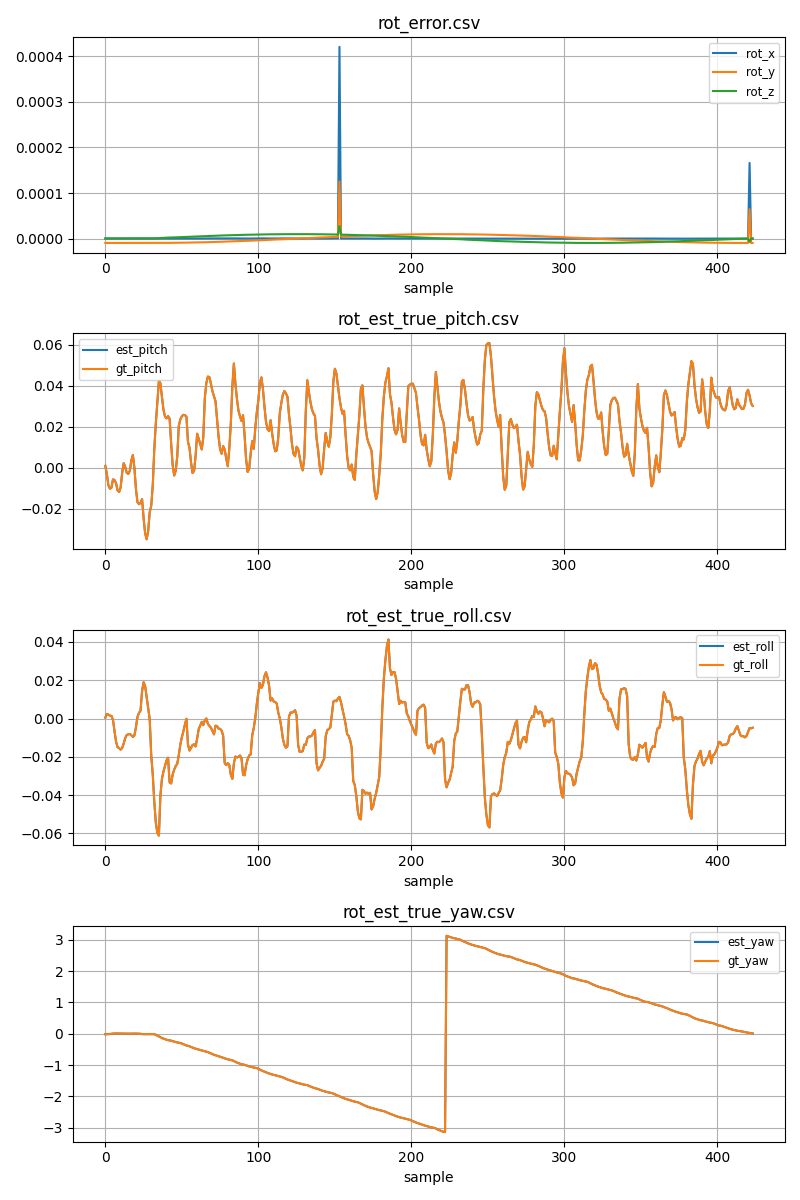 rot_error.csv
0.0004
0.0003
0.0002
0.0001
0.0000
rot_x
rot_y
rot_z
0 100 200 300 400
sample
rot_est_true_pitch.csv
0.06
0.04
0.02
0.00
−0.02
est_pitch
gt_pitch
0 100 200 300 400
sample
rot_est_true_roll.csv
0.04
0.02
0.00
−0.02
−0.04
−0.06
est_roll
gt_roll
0 100 200 300 400
sample
rot_est_true_yaw.csv
3
2
1
0
−1
−2
−3
est_yaw
gt_yaw
0 100 200 300 400
sample